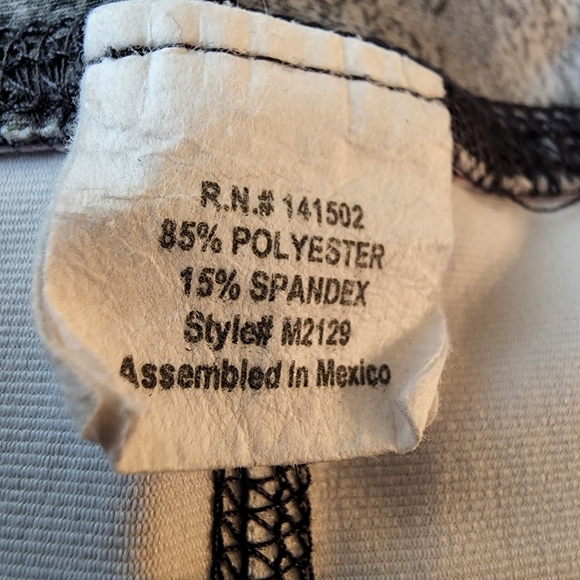 R.N.# 141502
85% POLYESTER
15% SPANDEX
Style# M2129
Assembled In Mexico